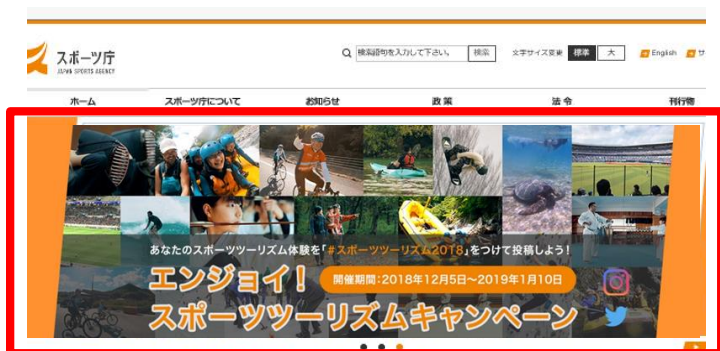 スポーツ庁
JAPAN SPORTS AGENCY
検索語句を入力して下さい。 検索 文字サイズ変更 標準 大 English サ
ホーム スポーツ庁について お知らせ 政策 法令 刊行物
あなたのスポーツツーリズム体験を「#スポーツツーリズム2018」をつけて投稿しよう！
エンジョイ！ 開催期間：2018年12月5日〜2019年1月10日
スポーツツーリズムキャンペーン